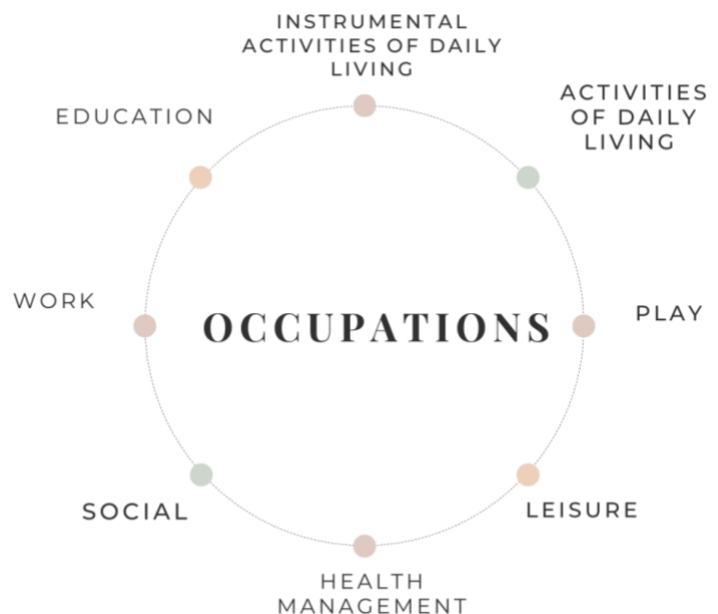 INSTRUMENTAL
ACTIVITIES OF DAILY
LIVING
ACTIVITIES
OF DAILY
LIVING
EDUCATION
WORK
OCCUPATIONS
PLAY
SOCIAL
LEISURE
HEALTH
MANAGEMENT